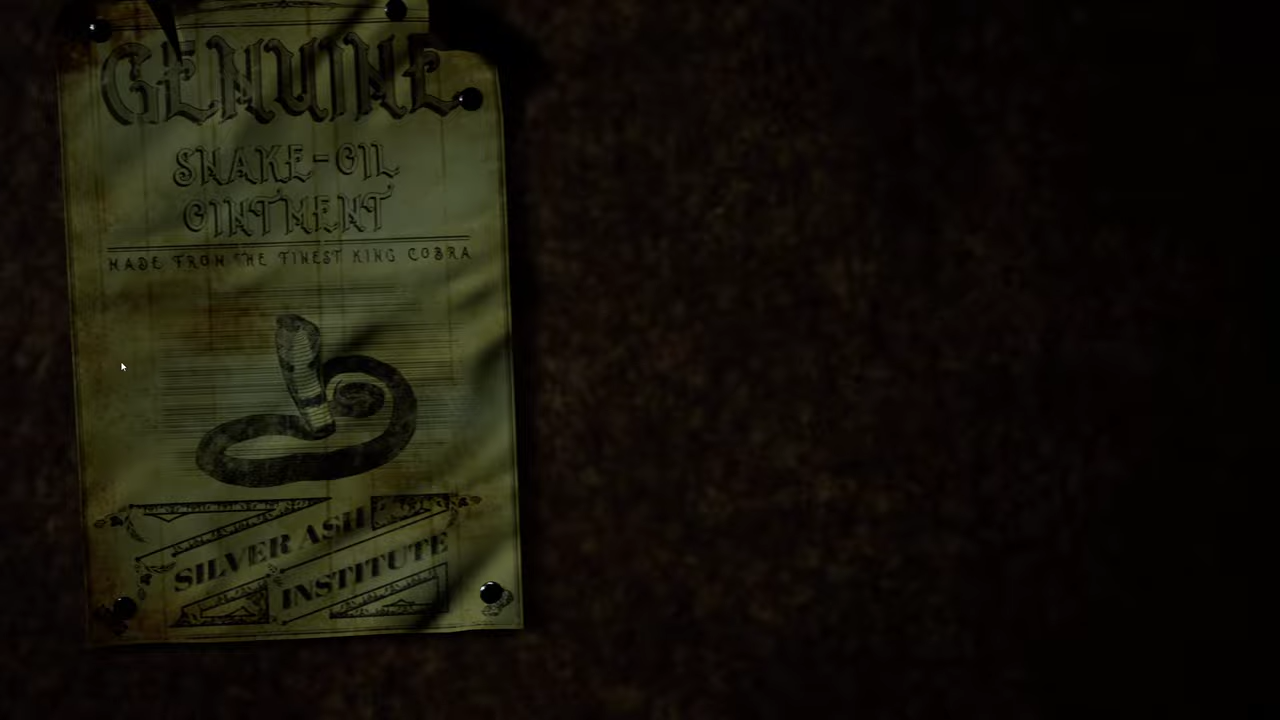 GENUINE
SNAKE-OIL
OINTMENT
MADE FROM THE FINEST KING COBRA
SILVER ASH
INSTITUTE